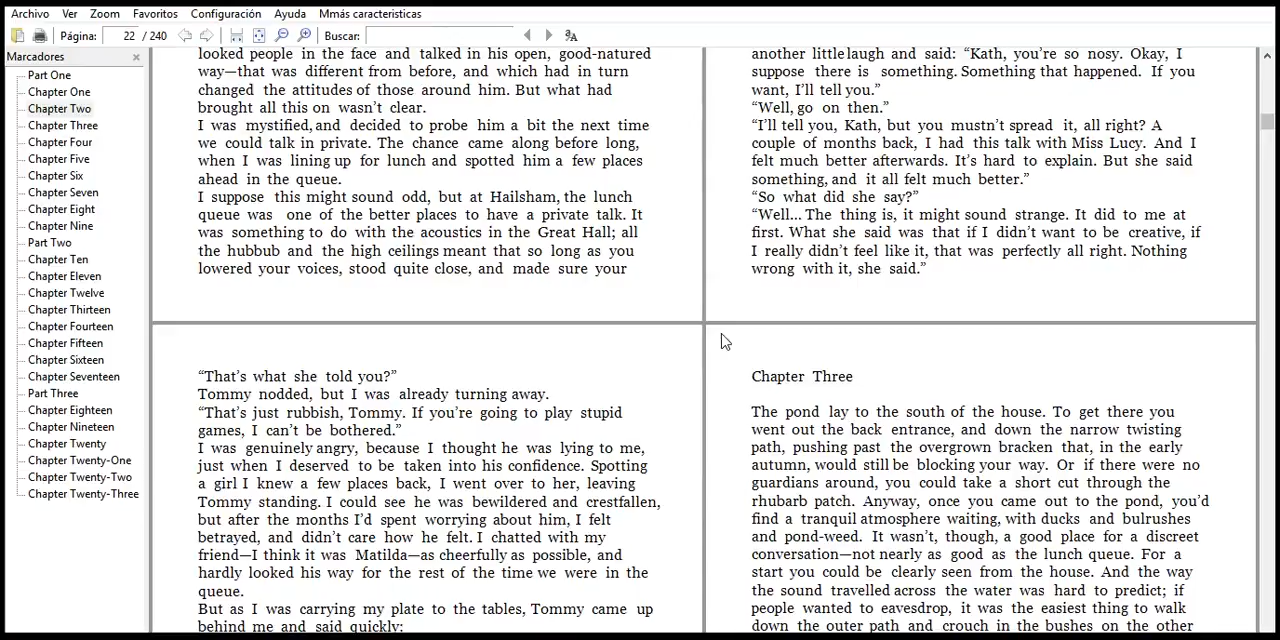 Archivo Ver Zoom Favoritos Configuración Ayuda Mmás caracteristicas
Página: 22 / 240 Buscar:
Marcadores
Part One
Chapter One
Chapter Two
Chapter Three
Chapter Four
Chapter Five
Chapter Six
Chapter Seven
Chapter Eight
Chapter Nine
Part Two
Chapter Ten
Chapter Eleven
Chapter Twelve
Chapter Thirteen
Chapter Fourteen
Chapter Fifteen
Chapter Sixteen
Chapter Seventeen
Part Three
Chapter Eighteen
Chapter Nineteen
Chapter Twenty
Chapter Twenty-One
Chapter Twenty-Two
Chapter Twenty-Three
looked people in the face and talked in his open, good-natured
way—that was different from before, and which had in turn
changed the attitudes of those around him. But what had
brought all this on wasn’t clear.
I was mystified, and decided to probe him a bit the next time
we could talk in private. The chance came along before long,
when I was lining up for lunch and spotted him a few places
ahead in the queue.
I suppose this might sound odd, but at Hailsham, the lunch
queue was one of the better places to have a private talk. It
was something to do with the acoustics in the Great Hall; all
the hubbub and the high ceilings meant that so long as you
lowered your voices, stood quite close, and made sure your
another little laugh and said: “Kath, you’re so nosy. Okay, I
suppose there is something. Something that happened. If you
want, I’ll tell you.”
“Well, go on then.”
“I’ll tell you, Kath, but you mustn’t spread it, all right? A
couple of months back, I had this talk with Miss Lucy. And I
felt much better afterwards. It’s hard to explain. But she said
something, and it all felt much better.”
“So what did she say?”
“Well... The thing is, it might sound strange. It did to me at
first. What she said was that if I didn’t want to be creative, if
I really didn’t feel like it, that was perfectly all right. Nothing
wrong with it, she said.”
“That’s what she told you?”
Tommy nodded, but I was already turning away.
“That’s just rubbish, Tommy. If you’re going to play stupid
games, I can’t be bothered.”
I was genuinely angry, because I thought he was lying to me,
just when I deserved to be taken into his confidence. Spotting
a girl I knew a few places back, I went over to her, leaving
Tommy standing. I could see he was bewildered and crestfallen,
but after the months I’d spent worrying about him, I felt
betrayed, and didn’t care how he felt. I chatted with my
friend—I think it was Matilda—as cheerfully as possible, and
hardly looked his way for the rest of the time we were in the
queue.
But as I was carrying my plate to the tables, Tommy came up
behind me and said quickly:
Chapter Three
The pond lay to the south of the house. To get there you
went out the back entrance, and down the narrow twisting
path, pushing past the overgrown bracken that, in the early
autumn, would still be blocking your way. Or if there were no
guardians around, you could take a short cut through the
rhubarb patch. Anyway, once you came out to the pond, you’d
find a tranquil atmosphere waiting, with ducks and bulrushes
and pond-weed. It wasn’t, though, a good place for a discreet
conversation—not nearly as good as the lunch queue. For a
start you could be clearly seen from the house. And the way
the sound travelled across the water was hard to predict; if
people wanted to eavesdrop, it was the easiest thing to walk
down the outer path and crouch in the bushes on the other